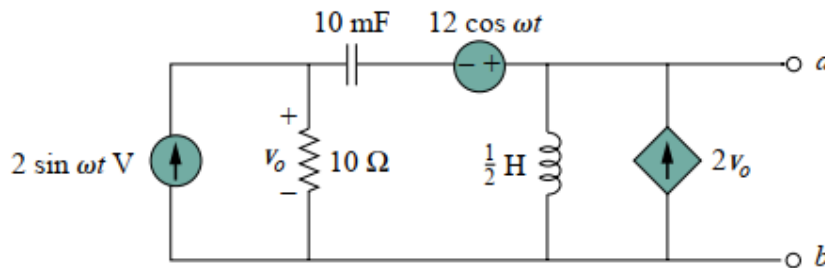 10 mF
12 cos ωt
− +
a
+
2 sin ωt V
vo
10 Ω
1/2 H
2vo
−
b